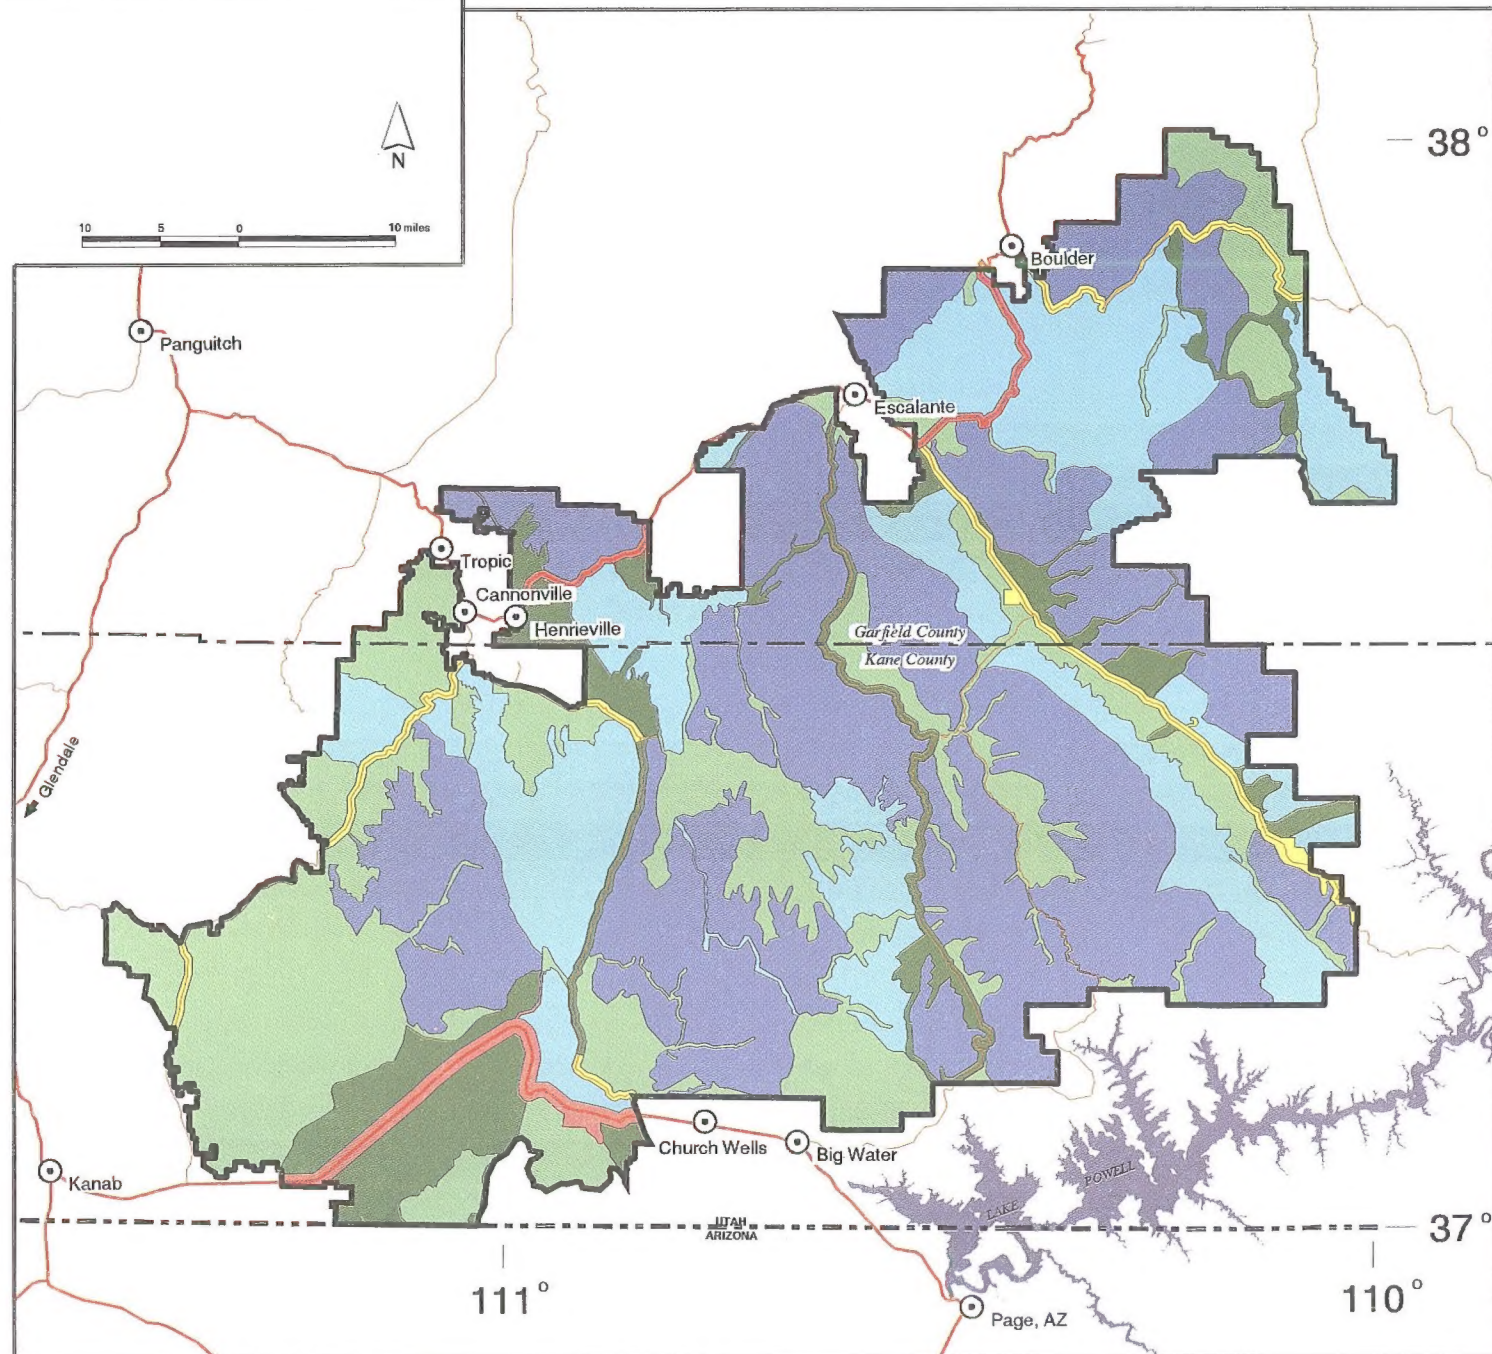 N
10 5 0 10 miles
38°
Boulder
Panguitch
Escalante
Tropic
Cannonville
Henrieville
Garfield County
Kane County
Glendale
Church Wells
Big Water
Kanab
LAKE POWELL
UTAH
ARIZONA
37°
111°
110°
Page, AZ